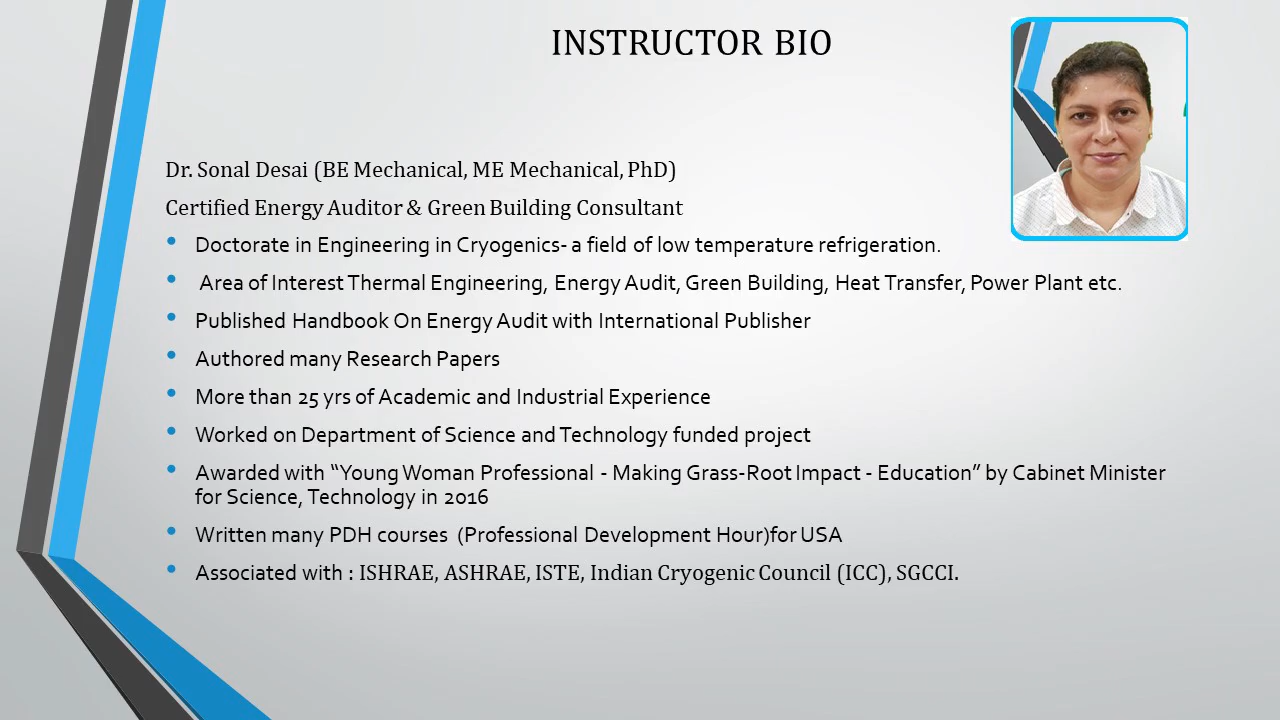 INSTRUCTOR BIO
Dr. Sonal Desai (BE Mechanical, ME Mechanical, PhD)
Certified Energy Auditor & Green Building Consultant
• Doctorate in Engineering in Cryogenics- a field of low temperature refrigeration.
• Area of Interest Thermal Engineering, Energy Audit, Green Building, Heat Transfer, Power Plant etc.
• Published Handbook On Energy Audit with International Publisher
• Authored many Research Papers
• More than 25 yrs of Academic and Industrial Experience
• Worked on Department of Science and Technology funded project
• Awarded with “Young Woman Professional - Making Grass-Root Impact - Education” by Cabinet Minister
for Science, Technology in 2016
• Written many PDH courses (Professional Development Hour)for USA
• Associated with : ISHRAE, ASHRAE, ISTE, Indian Cryogenic Council (ICC), SGCCI.